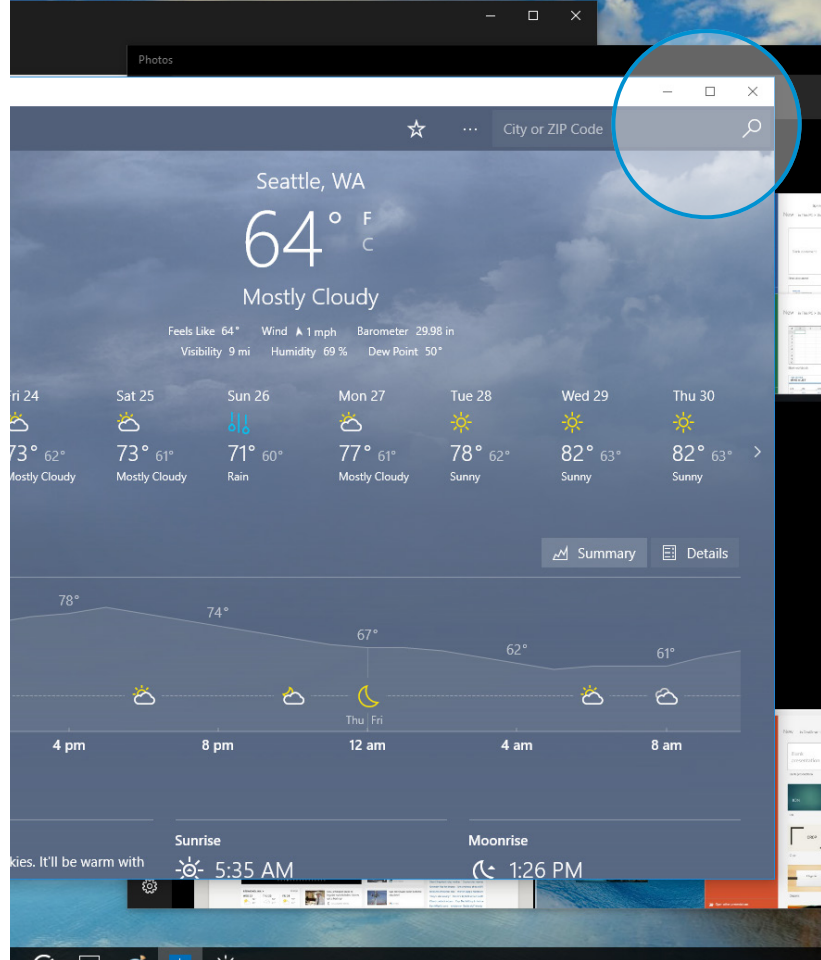 Photos
City or ZIP Code
Seattle, WA
64° F
C
Mostly Cloudy
Feels Like 64° Wind 1 mph Barometer 29.98 in
Visibility 9 mi Humidity 69 % Dew Point 50°
Fri 24 Sat 25 Sun 26 Mon 27 Tue 28 Wed 29 Thu 30
73° 62° 73° 61° 71° 60° 77° 61° 78° 62° 82° 63° 82° 63°
Mostly Cloudy Mostly Cloudy Rain Mostly Cloudy Sunny Sunny Sunny
Summary Details
78° 74° 67° 62° 61°
Thu Fri
4 pm 8 pm 12 am 4 am 8 am
Sunrise Moonrise
kies. It'll be warm with 5:35 AM 1:26 PM